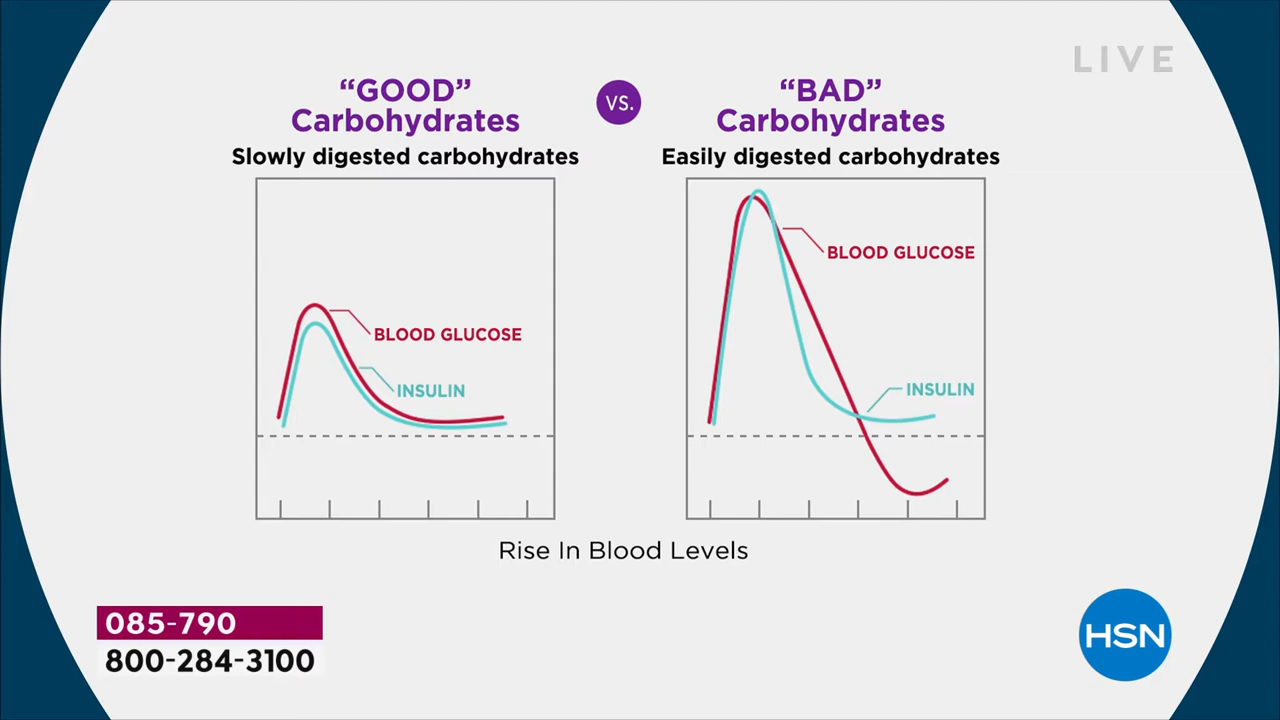 LIVE
“GOOD”
Carbohydrates
Slowly digested carbohydrates
VS.
“BAD”
Carbohydrates
Easily digested carbohydrates
BLOOD GLUCOSE
INSULIN
BLOOD GLUCOSE
INSULIN
Rise In Blood Levels
085-790
800-284-3100
HSN